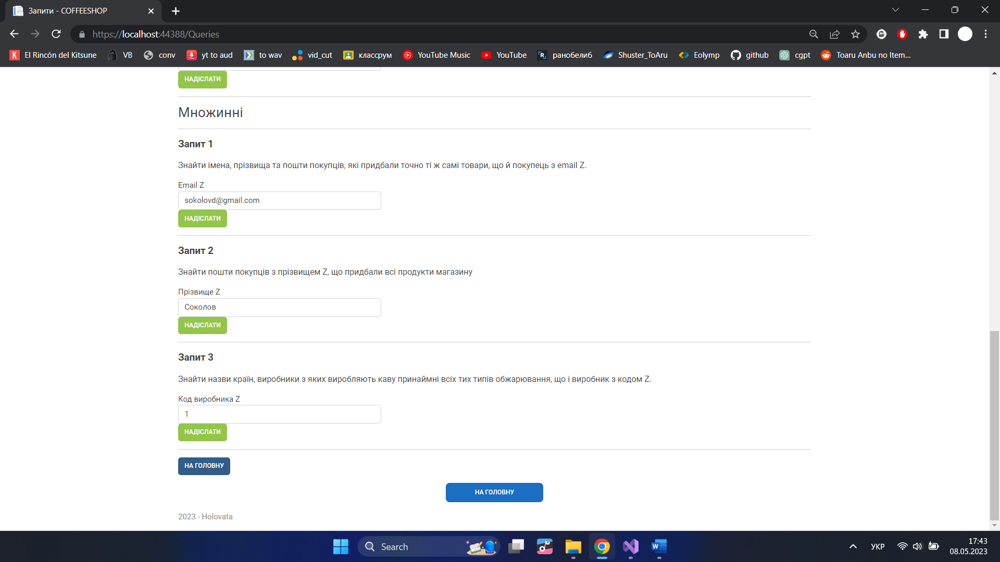 Запити - COFFEESHOP
https://localhost:44388/Queries
El Rincón del Kitsune
VB
conv
yt to aud
to wav
vid_cut
классрум
YouTube Music
YouTube
ранобелиб
Shuster_ToAru
Eolymp
github
cgpt
Toaru Anbu no Item...
НАДІСЛАТИ
Множинні
Запит 1
Знайти імена, прізвища та пошти покупців, які придбали точно ті ж самі товари, що й покупець з email Z.
Email Z
sokolovd@gmail.com
НАДІСЛАТИ
Запит 2
Знайти пошти покупців з прізвищем Z, що придбали всі продукти магазину
Прізвище Z
Соколов
НАДІСЛАТИ
Запит 3
Знайти назви країн, виробники з яких виробляють каву принаймні всіх тих типів обжарювання, що і виробник з кодом Z.
Код виробника Z
1
НАДІСЛАТИ
НА ГОЛОВНУ
НА ГОЛОВНУ
2023 - Holovata
Search
УКР
17:43
08.05.2023